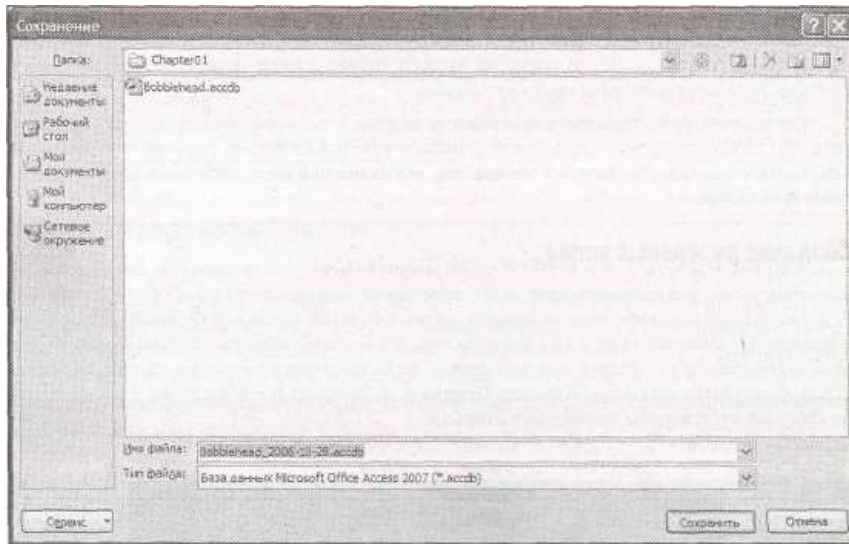 Сохранение
Папка: Chapter01
Недавние документы
Рабочий стол
Мои документы
Мой компьютер
Сетевое окружение
Bobblehead.accdb
Имя файла: Bobblehead_2006-10-28.accdb
Тип файла: База данных Microsoft Office Access 2007 (*.accdb)
Сервис
Сохранить
Отмена